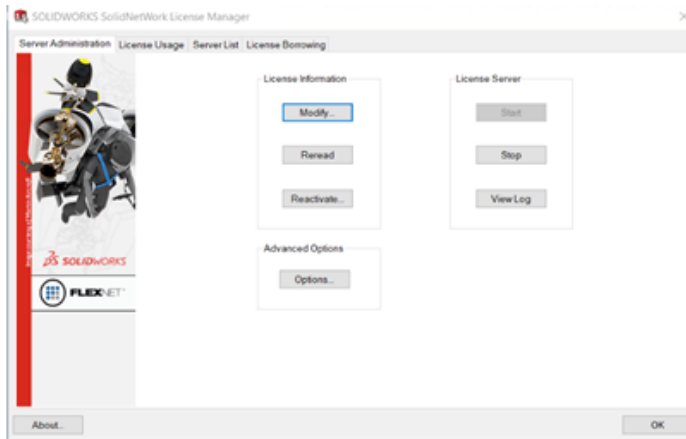 SOLIDWORKS SolidNetWork License Manager
Server Administration License Usage Server List License Borrowing
License Information License Server
Modify... Start
Reread Stop
Reactivate... View Log
Advanced Options
Options...
DS SOLIDWORKS
FLEXNET
About... OK